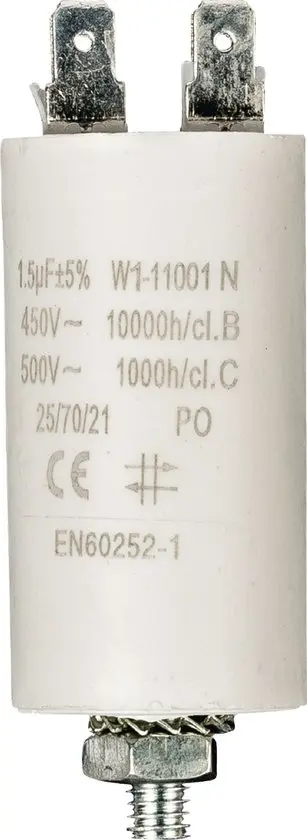 1.5µF±5% W1-11001 N
450V~ 10000h/cl.B
500V~ 1000h/cl.C
25/70/21 PO
CE
EN60252-1